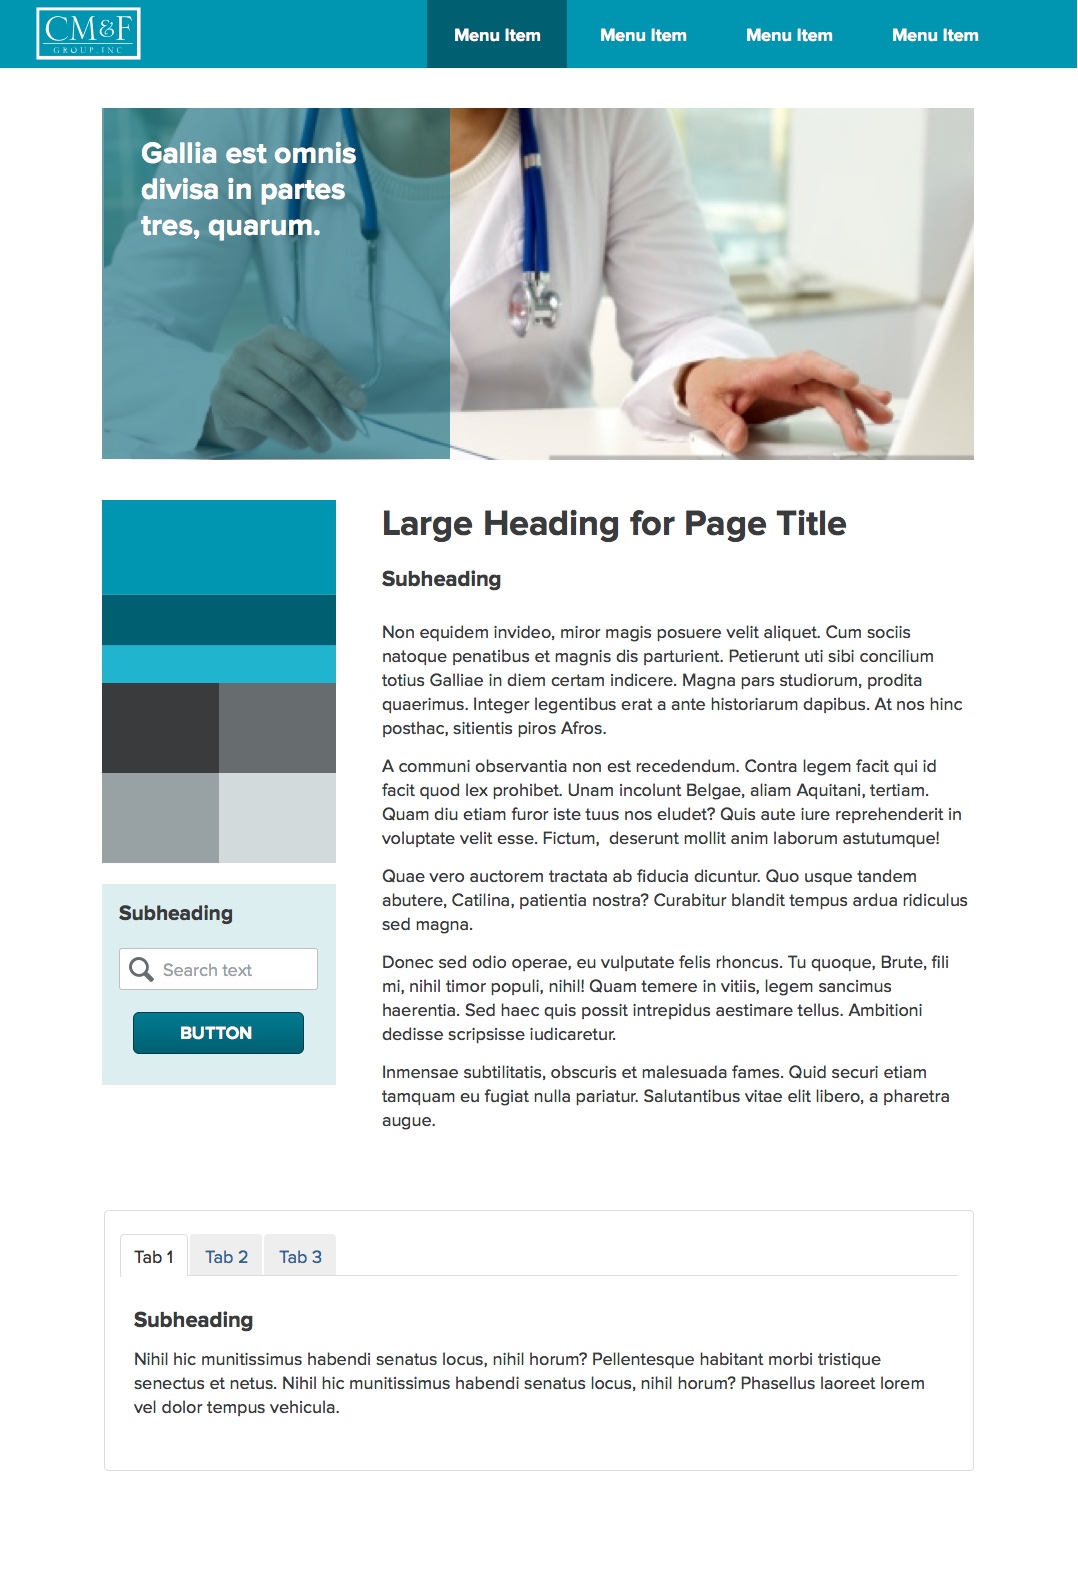 CM&F
GROUP, INC
Menu Item
Menu Item
Menu Item
Menu Item
Gallia est omnis
divisa in partes
tres, quarum.
Large Heading for Page Title
Subheading
Non equidem invideo, miror magis posuere velit aliquet. Cum sociis
natoque penatibus et magnis dis parturient. Petierunt uti sibi concilium
totius Galliae in diem certam indicere. Magna pars studiorum, prodita
quaerimus. Integer legentibus erat a ante historiarum dapibus. At nos hinc
posthac, sitientis piros Afros.
A communi observantia non est recedendum. Contra legem facit qui id
facit quod lex prohibet. Unam incolunt Belgae, aliam Aquitani, tertiam.
Quam diu etiam furor iste tuus nos eludet? Quis aute iure reprehenderit in
voluptate velit esse. Fictum,  deserunt mollit anim laborum astutumque!
Quae vero auctorem tractata ab fiducia dicuntur. Quo usque tandem
abutere, Catilina, patientia nostra? Curabitur blandit tempus ardua ridiculus
sed magna.
Donec sed odio operae, eu vulputate felis rhoncus. Tu quoque, Brute, fili
mi, nihil timor populi, nihil! Quam temere in vitiis, legem sancimus
haerentia. Sed haec quis possit intrepidus aestimare tellus. Ambitioni
dedisse scripsisse iudicaretur.
Inmensae subtilitatis, obscuris et malesuada fames. Quid securi etiam
tamquam eu fugiat nulla pariatur. Salutantibus vitae elit libero, a pharetra
augue.
Subheading
Search text
BUTTON
Tab 1
Tab 2
Tab 3
Subheading
Nihil hic munitissimus habendi senatus locus, nihil horum? Pellentesque habitant morbi tristique
senectus et netus. Nihil hic munitissimus habendi senatus locus, nihil horum? Phasellus laoreet lorem
vel dolor tempus vehicula.